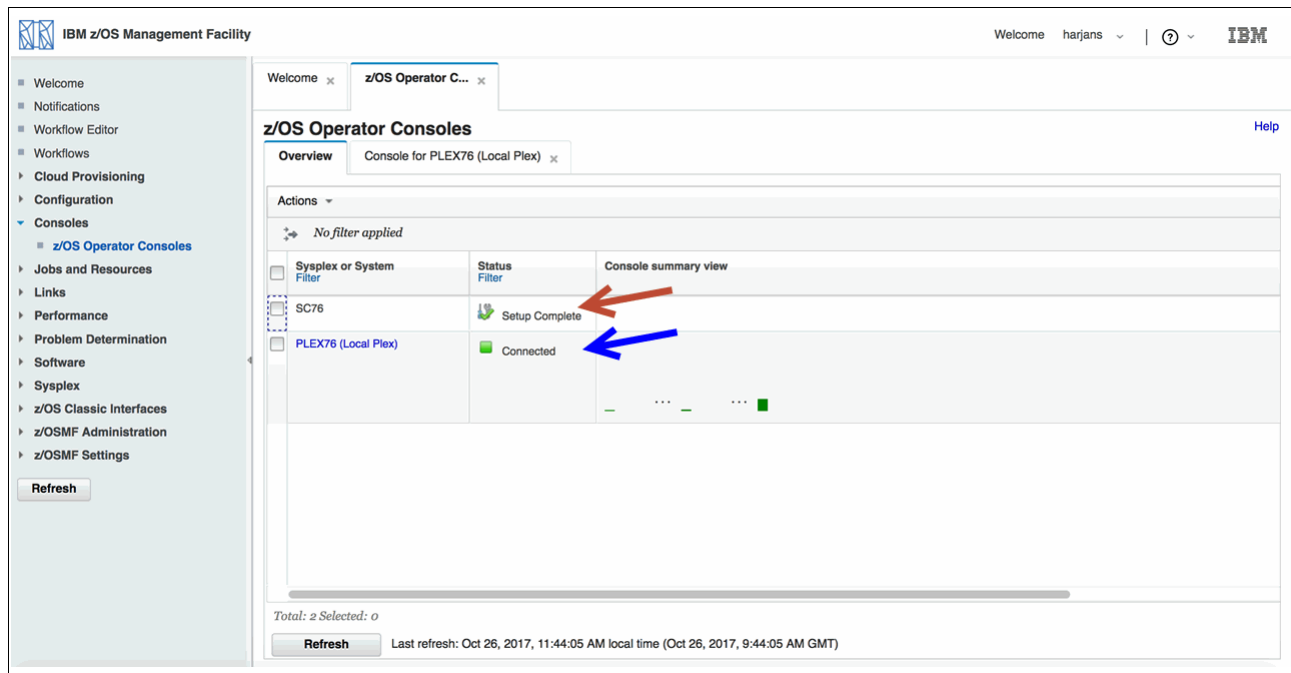 IBM z/OS Management Facility
Welcome harjans | ? IBM
Welcome
Notifications
Workflow Editor
Workflows
Cloud Provisioning
Configuration
Consoles
z/OS Operator Consoles
Jobs and Resources
Links
Performance
Problem Determination
Software
Sysplex
z/OS Classic Interfaces
z/OSMF Administration
z/OSMF Settings
Refresh
Welcome x z/OS Operator C... x
z/OS Operator Consoles Help
Overview Console for PLEX76 (Local Plex) x
Actions
No filter applied
Sysplex or System Status Console summary view
Filter Filter
SC76 Setup Complete
PLEX76 (Local Plex) Connected
... ...
Total: 2 Selected: 0
Refresh Last refresh: Oct 26, 2017, 11:44:05 AM local time (Oct 26, 2017, 9:44:05 AM GMT)